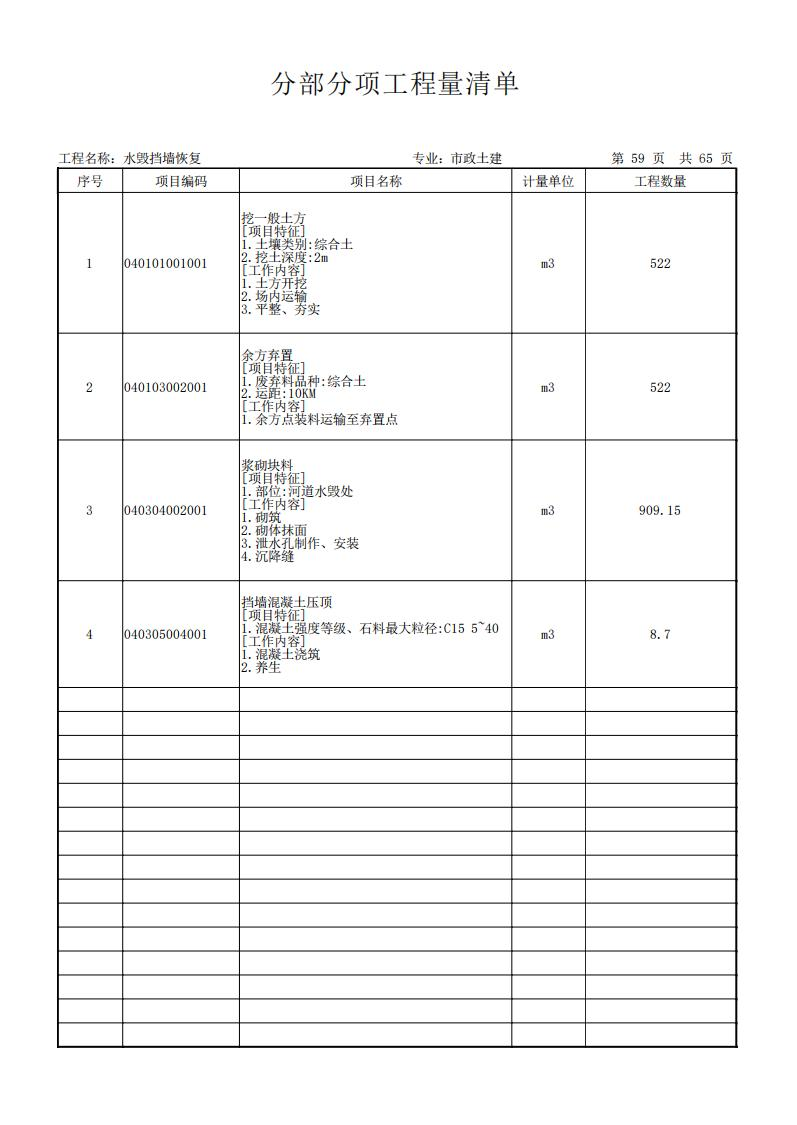 分部分项工程量清单
工程名称：水毁挡墙恢复 专业：市政土建 第 59 页 共 65 页
序号 项目编码 项目名称 计量单位 工程数量
1 040101001001 挖一般土方
[项目特征]
1.土壤类别:综合土
2.挖土深度:2m
[工作内容]
1.土方开挖
2.场内运输
3.平整、夯实
m3 522
2 040103002001 余方弃置
[项目特征]
1.废弃料品种:综合土
2.运距:10KM
[工作内容]
1.余方点装料运输至弃置点
m3 522
3 040304002001 浆砌块料
[项目特征]
1.部位:河道水毁处
[工作内容]
1.砌筑
2.砌体抹面
3.泄水孔制作、安装
4.沉降缝
m3 909.15
4 040305004001 挡墙混凝土压顶
[项目特征]
1.混凝土强度等级、石料最大粒径:C15 5~40
[工作内容]
1.混凝土浇筑
2.养生
m3 8.7